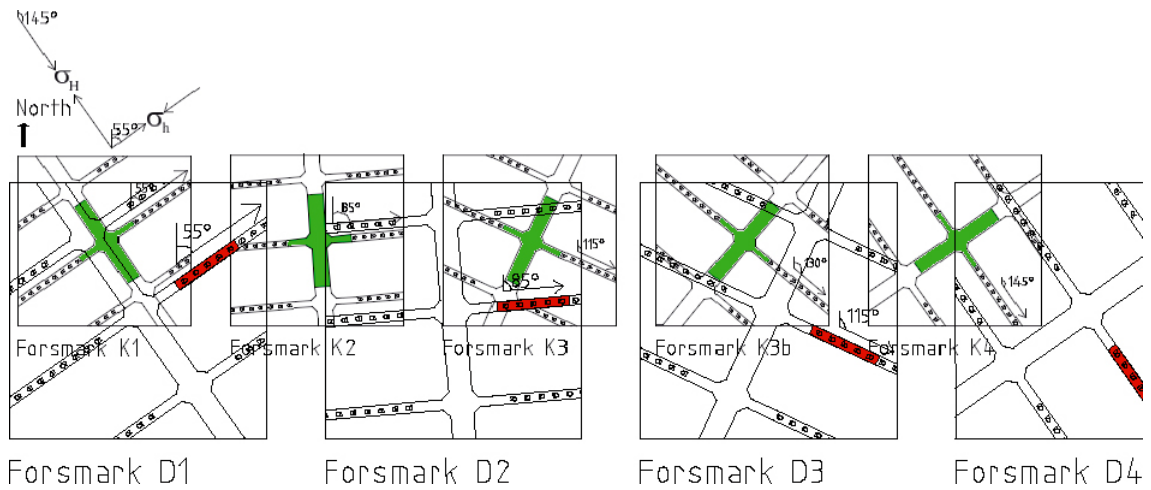 145°
σH
North
55°
σh
55°
55°
85°
85°
115°
130°
115°
145°
Forsmark K1
Forsmark K2
Forsmark K3
Forsmark K3b
Forsmark K4
Forsmark D1
Forsmark D2
Forsmark D3
Forsmark D4